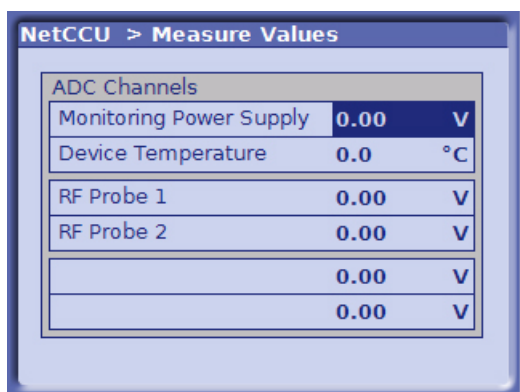 NetCCU > Measure Values
ADC Channels
Monitoring Power Supply 0.00 V
Device Temperature 0.0 °C
RF Probe 1 0.00 V
RF Probe 2 0.00 V
0.00 V
0.00 V